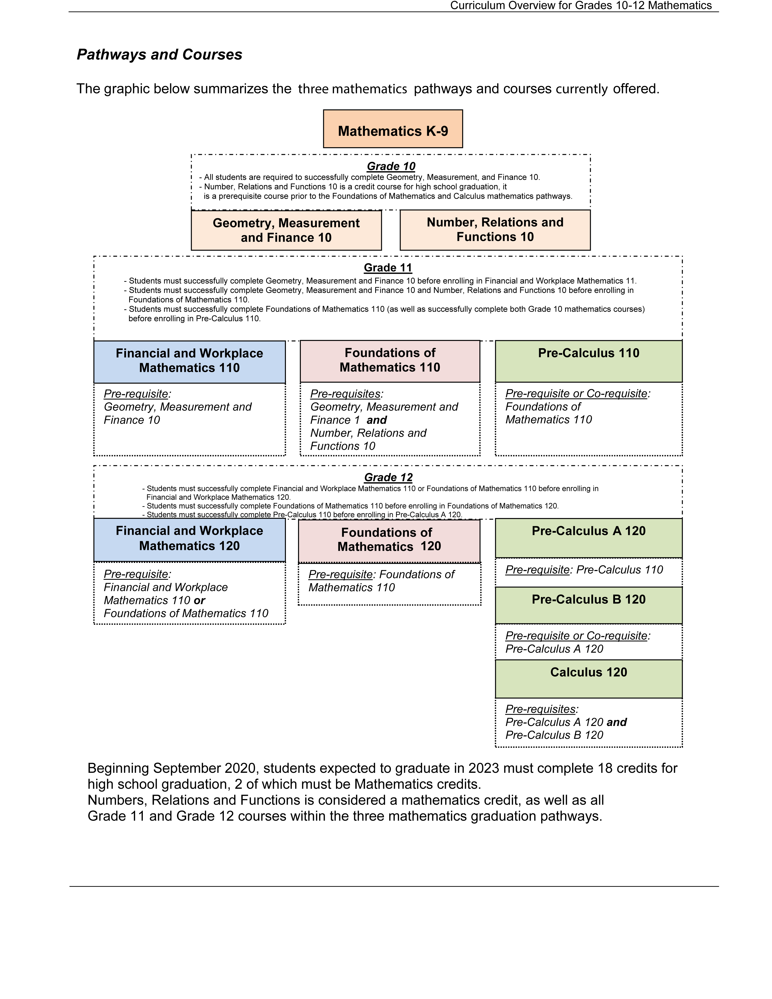 Curriculum Overview for Grades 10-12 Mathematics
Pathways and Courses
The graphic below summarizes the three mathematics pathways and courses currently offered.
Mathematics K-9
Grade 10
- All students are required to successfully complete Geometry, Measurement, and Finance 10.
- Number, Relations and Functions 10 is a credit course for high school graduation, it
is a prerequisite course prior to the Foundations of Mathematics and Calculus mathematics pathways.
Geometry, Measurement
and Finance 10
Number, Relations and
Functions 10
Grade 11
- Students must successfully complete Geometry, Measurement and Finance 10 before enrolling in Financial and Workplace Mathematics 11.
- Students must successfully complete Geometry, Measurement and Finance 10 and Number, Relations and Functions 10 before enrolling in
Foundations of Mathematics 110.
- Students must successfully complete Foundations of Mathematics 110 (as well as successfully complete both Grade 10 mathematics courses)
before enrolling in Pre-Calculus 110.
Financial and Workplace
Mathematics 110
Pre-requisite:
Geometry, Measurement and
Finance 10
Foundations of
Mathematics 110
Pre-requisites:
Geometry, Measurement and
Finance 1 and
Number, Relations and
Functions 10
Pre-Calculus 110
Pre-requisite or Co-requisite:
Foundations of
Mathematics 110
Grade 12
- Students must successfully complete Financial and Workplace Mathematics 110 or Foundations of Mathematics 110 before enrolling in
Financial and Workplace Mathematics 120.
- Students must successfully complete Foundations of Mathematics 110 before enrolling in Foundations of Mathematics 120.
- Students must successfully complete Pre-Calculus 110 before enrolling in Pre-Calculus A 120.
Financial and Workplace
Mathematics 120
Pre-requisite:
Financial and Workplace
Mathematics 110 or
Foundations of Mathematics 110
Foundations of
Mathematics 120
Pre-requisite: Foundations of
Mathematics 110
Pre-Calculus A 120
Pre-requisite: Pre-Calculus 110
Pre-Calculus B 120
Pre-requisite or Co-requisite:
Pre-Calculus A 120
Calculus 120
Pre-requisites:
Pre-Calculus A 120 and
Pre-Calculus B 120
Beginning September 2020, students expected to graduate in 2023 must complete 18 credits for
high school graduation, 2 of which must be Mathematics credits.
Numbers, Relations and Functions is considered a mathematics credit, as well as all
Grade 11 and Grade 12 courses within the three mathematics graduation pathways.